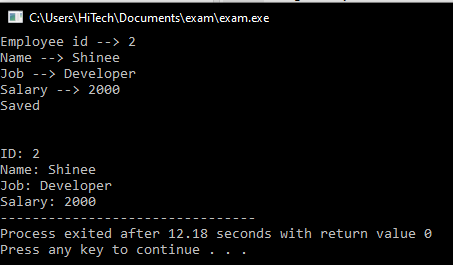 C:\Users\HiTech\Documents\exam\exam.exe
Employee id --> 2
Name --> Shinee
Job --> Developer
Salary --> 2000
Saved
ID: 2
Name: Shinee
Job: Developer
Salary: 2000
--------------------------------
Process exited after 12.18 seconds with return value 0
Press any key to continue . . .